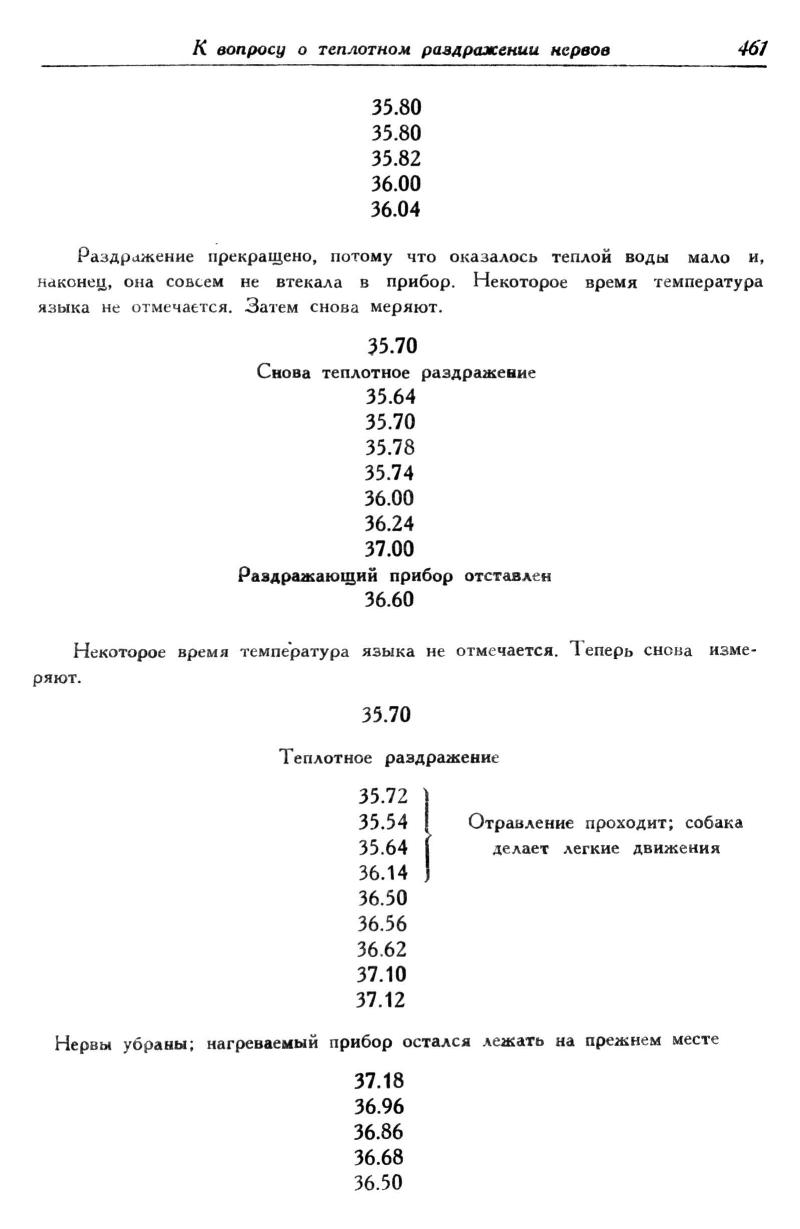 К вопросу о теплотном раздражении нервов 461
35.80
35.80
35.82
36.00
36.04
Раздражение прекращено, потому что оказалось теплой воды мало и,
наконец, она совсем не втекала в прибор. Некоторое время температура
языка не отмечается. Затем снова меряют.
35.70
Снова теплотное раздражение
35.64
35.70
35.78
35.74
36.00
36.24
37.00
Раздражающий прибор отставлен
36.60
Некоторое время температура языка не отмечается. Теперь снова изме-
ряют.
35.70
Теплотное раздражение
35.72
35.54 Отравление проходит; собака
35.64 делает легкие движения
36.14
36.50
36.56
36.62
37.10
37.12
Нервы убраны; нагреваемый прибор остался лежать на прежнем месте
37.18
36.96
36.86
36.68
36.50